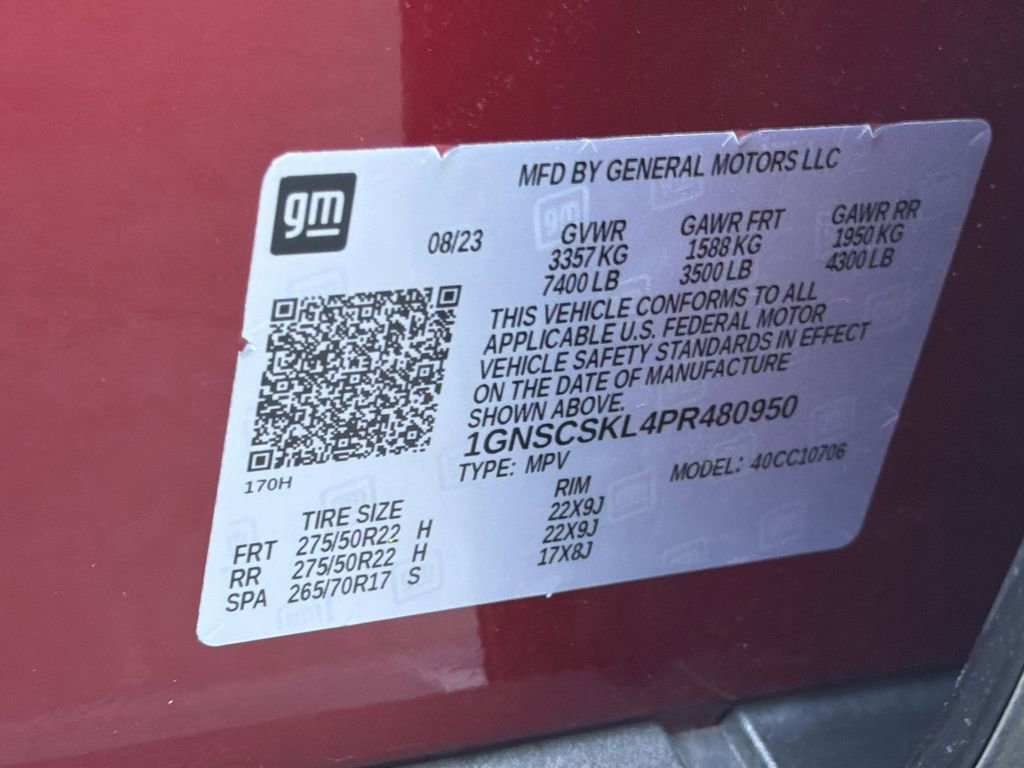 gm
MFD BY GENERAL MOTORS LLC
08/23 GVWR GAWR FRT GAWR RR
3357 KG 1588 KG 1950 KG
7400 LB 3500 LB 4300 LB
THIS VEHICLE CONFORMS TO ALL
APPLICABLE U.S. FEDERAL MOTOR
VEHICLE SAFETY STANDARDS IN EFFECT
ON THE DATE OF MANUFACTURE
SHOWN ABOVE.
1GNSCSKL4PR480950
170H
TYPE: MPV MODEL: 40CC10706
TIRE SIZE RIM
FRT 275/50R22 H 22X9J
RR 275/50R22 H 22X9J
SPA 265/70R17 S 17X8J